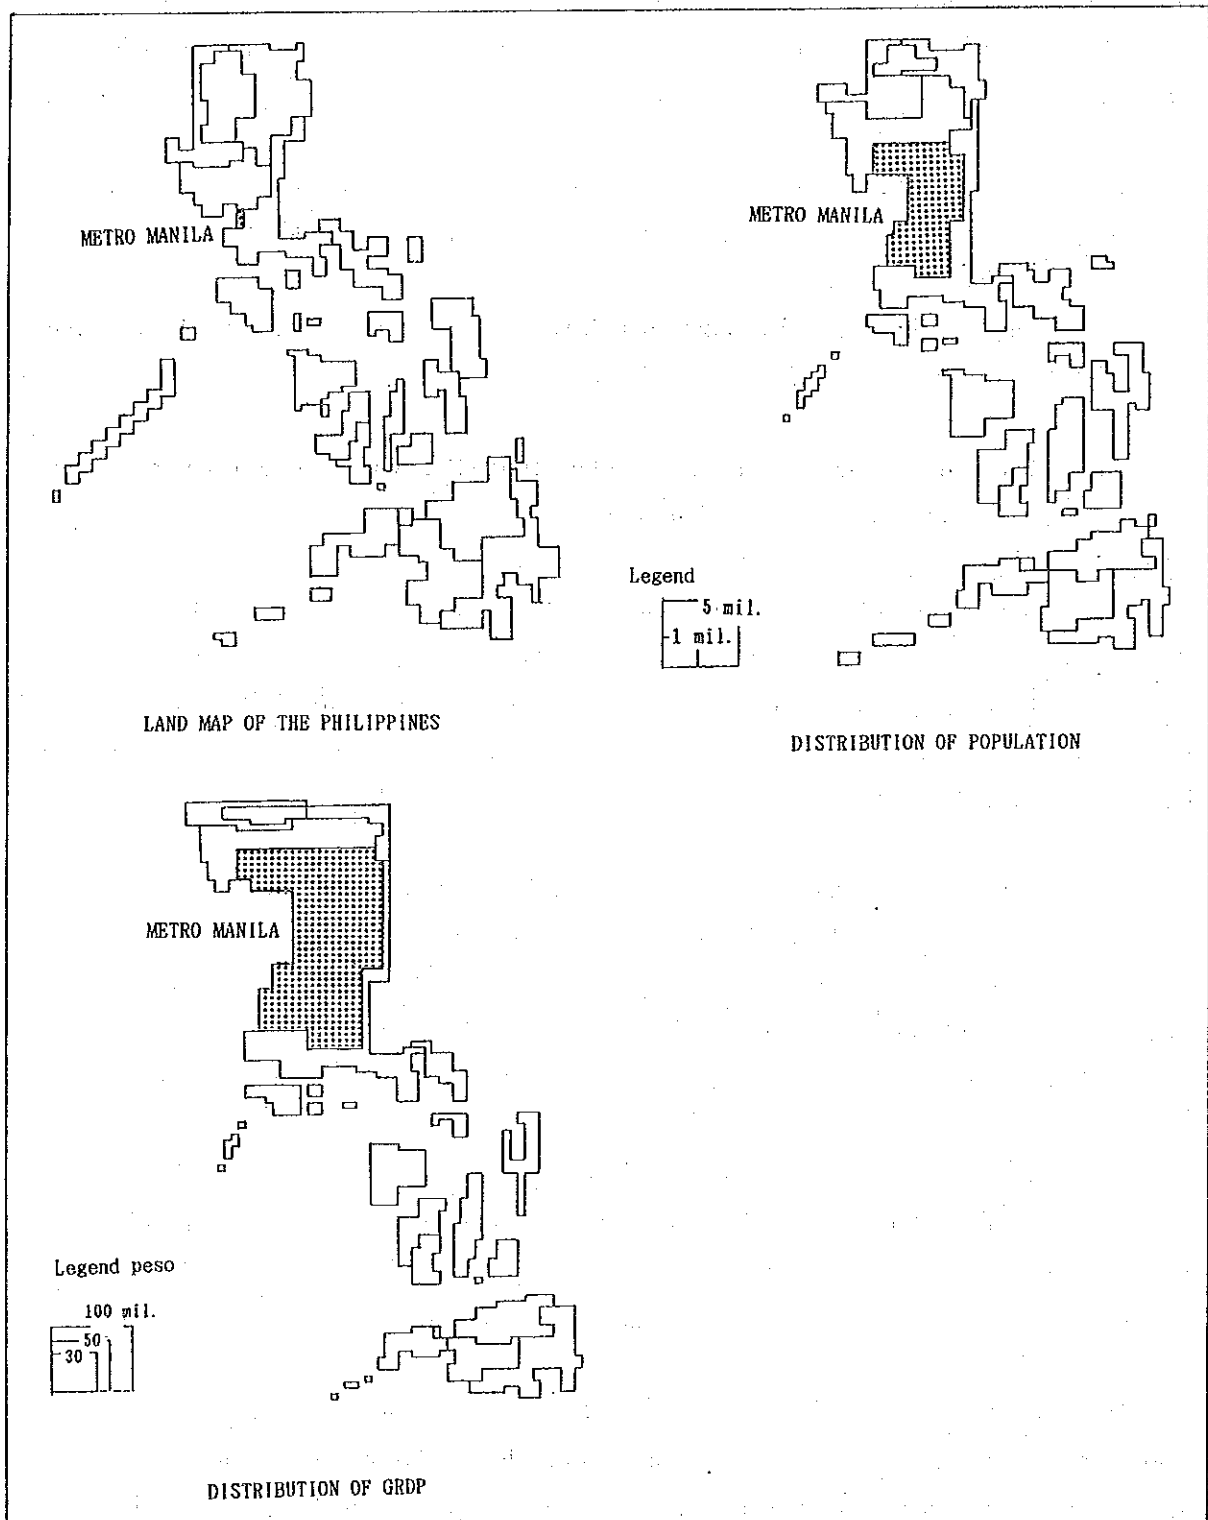 METRO MANILA
LAND MAP OF THE PHILIPPINES
METRO MANILA
Legend
5 mil.
1 mil.
DISTRIBUTION OF POPULATION
METRO MANILA
Legend peso
100 mil.
50
30
DISTRIBUTION OF GRDP